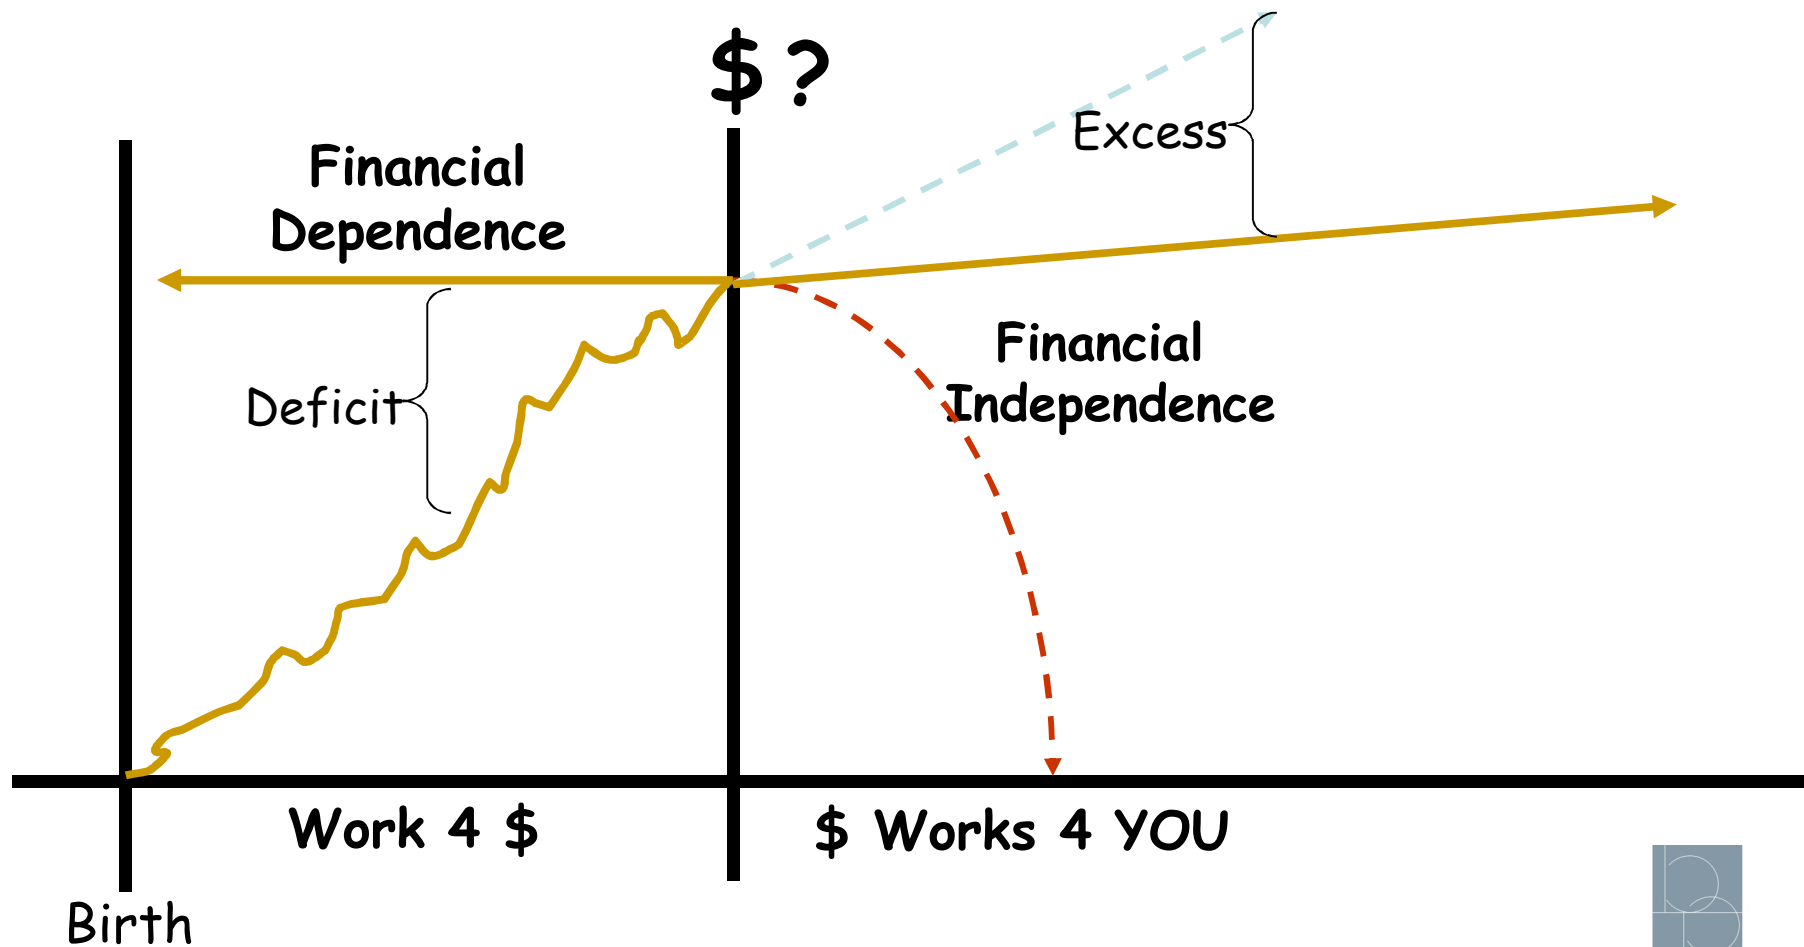 $ ?
Financial
Dependence
Excess
Deficit
Financial
Independence
Work 4 $
$ Works 4 YOU
Birth